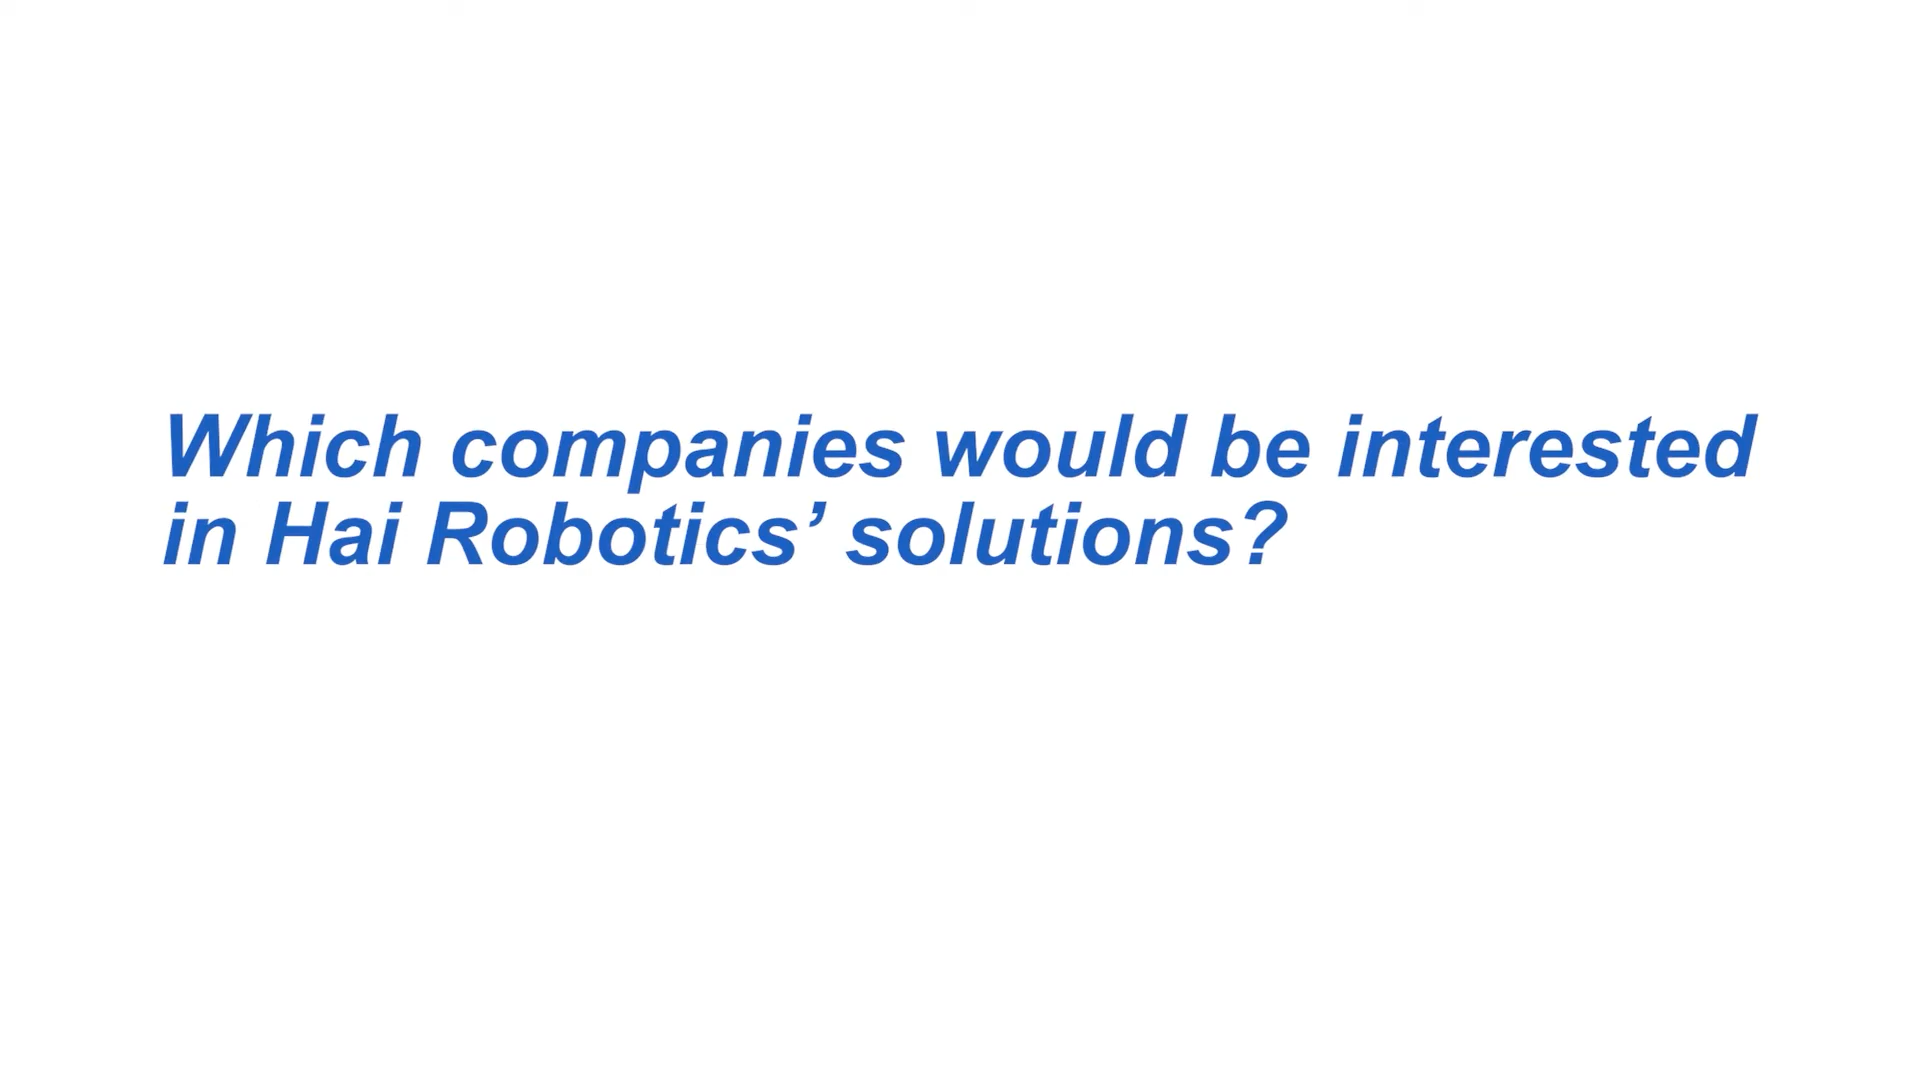 Which companies would be interested
in Hai Robotics’ solutions?